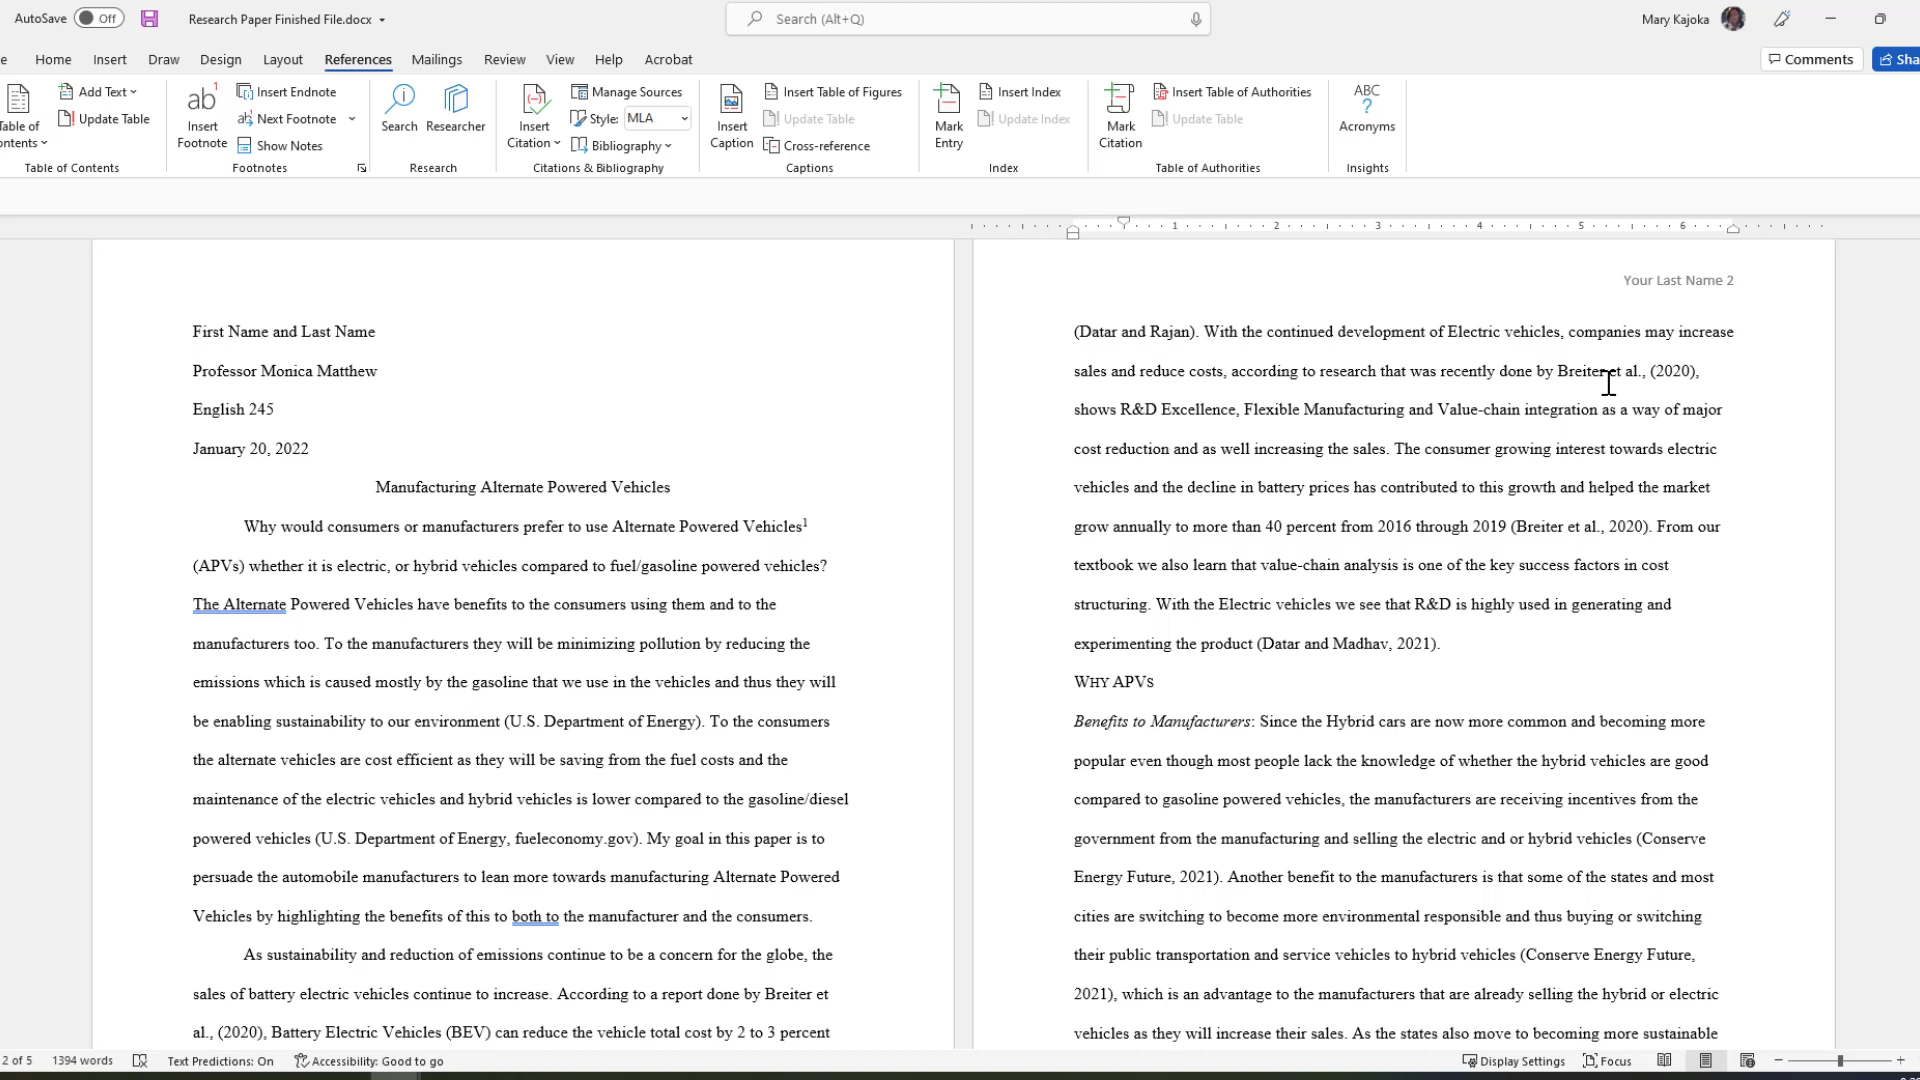 AutoSave Off Research Paper Finished File.docx Search (Alt+Q) Mary Kajoka
Home Insert Draw Design Layout References Mailings Review View Help Acrobat Comments
Add Text Insert Endnote Manage Sources Insert Table of Figures Insert Index Insert Table of Authorities ABC
Update Table ab Next Footnote Style: MLA Update Table Update Index Update Table
Table of Contents Insert Footnote Show Notes Search Researcher Insert Citation Bibliography Insert Caption Cross-reference Mark Entry Mark Citation Acronyms
Table of Contents Footnotes Research Citations & Bibliography Captions Index Table of Authorities Insights
1 2 3 4 5 6
First Name and Last Name
Professor Monica Matthew
English 245
January 20, 2022
Manufacturing Alternate Powered Vehicles
Why would consumers or manufacturers prefer to use Alternate Powered Vehicles1
(APVs) whether it is electric, or hybrid vehicles compared to fuel/gasoline powered vehicles?
The Alternate Powered Vehicles have benefits to the consumers using them and to the
manufacturers too. To the manufacturers they will be minimizing pollution by reducing the
emissions which is caused mostly by the gasoline that we use in the vehicles and thus they will
be enabling sustainability to our environment (U.S. Department of Energy). To the consumers
the alternate vehicles are cost efficient as they will be saving from the fuel costs and the
maintenance of the electric vehicles and hybrid vehicles is lower compared to the gasoline/diesel
powered vehicles (U.S. Department of Energy, fueleconomy.gov). My goal in this paper is to
persuade the automobile manufacturers to lean more towards manufacturing Alternate Powered
Vehicles by highlighting the benefits of this to both to the manufacturer and the consumers.
As sustainability and reduction of emissions continue to be a concern for the globe, the
sales of battery electric vehicles continue to increase. According to a report done by Breiter et
al., (2020), Battery Electric Vehicles (BEV) can reduce the vehicle total cost by 2 to 3 percent
Your Last Name 2
(Datar and Rajan). With the continued development of Electric vehicles, companies may increase
sales and reduce costs, according to research that was recently done by Breiter et al., (2020),
shows R&D Excellence, Flexible Manufacturing and Value-chain integration as a way of major
cost reduction and as well increasing the sales. The consumer growing interest towards electric
vehicles and the decline in battery prices has contributed to this growth and helped the market
grow annually to more than 40 percent from 2016 through 2019 (Breiter et al., 2020). From our
textbook we also learn that value-chain analysis is one of the key success factors in cost
structuring. With the Electric vehicles we see that R&D is highly used in generating and
experimenting the product (Datar and Madhav, 2021).
WHY APVS
Benefits to Manufacturers: Since the Hybrid cars are now more common and becoming more
popular even though most people lack the knowledge of whether the hybrid vehicles are good
compared to gasoline powered vehicles, the manufacturers are receiving incentives from the
government from the manufacturing and selling the electric and or hybrid vehicles (Conserve
Energy Future, 2021). Another benefit to the manufacturers is that some of the states and most
cities are switching to become more environmental responsible and thus buying or switching
their public transportation and service vehicles to hybrid vehicles (Conserve Energy Future,
2021), which is an advantage to the manufacturers that are already selling the hybrid or electric
vehicles as they will increase their sales. As the states also move to becoming more sustainable
2 of 5 1394 words Text Predictions: On Accessibility: Good to go Display Settings Focus